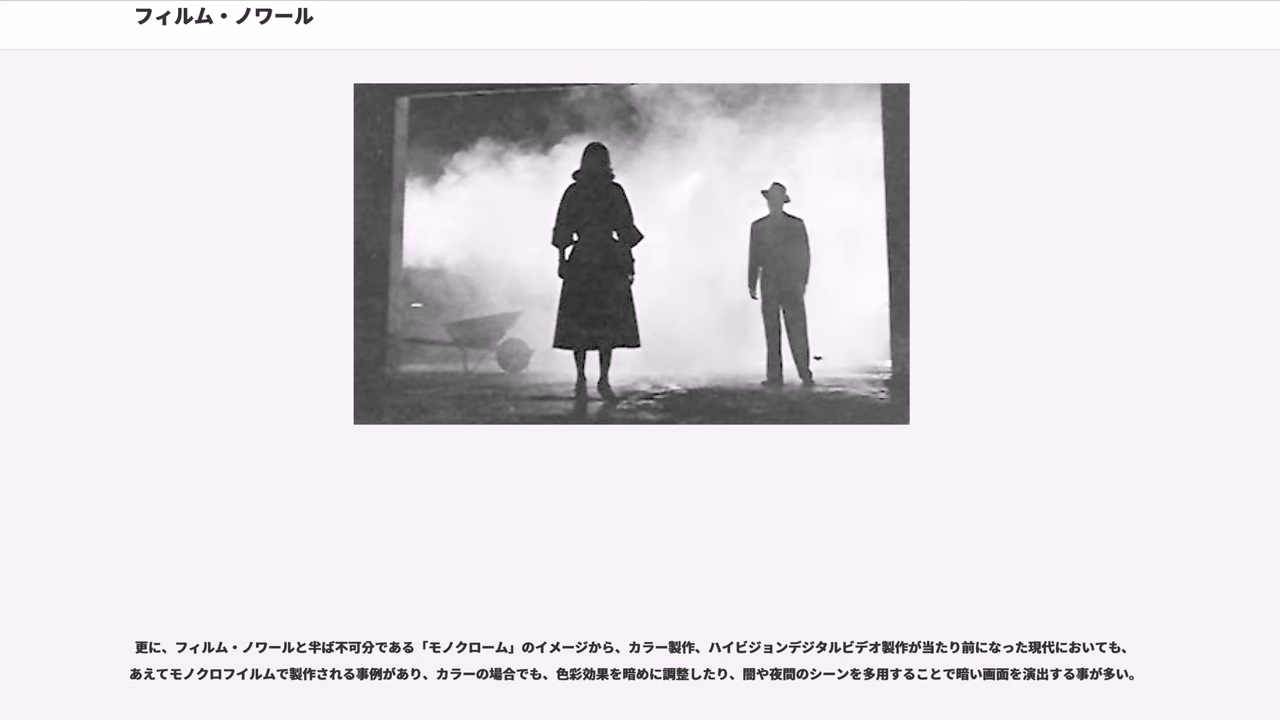 フィルム・ノワール
更に、フィルム・ノワールと半ば不可分である「モノクローム」のイメージから、カラー製作、ハイビジョンデジタルビデオ製作が当たり前になった現代においても、
あえてモノクロフイルムで製作される事例があり、カラーの場合でも、色彩効果を暗めに調整したり、闇や夜間のシーンを多用することで暗い画面を演出する事が多い。